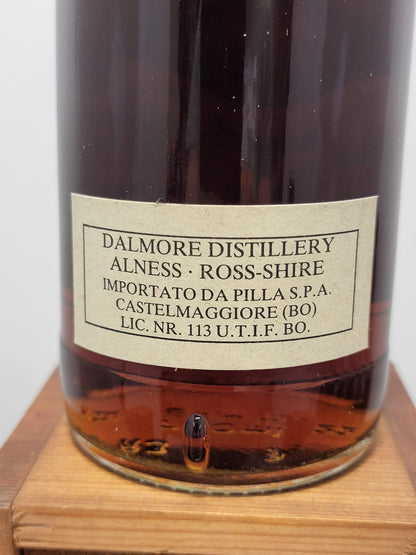 DALMORE DISTILLERY
ALNESS · ROSS-SHIRE
IMPORTATO DA PILLA S.P.A.
CASTELMAGGIORE (BO)
LIC. NR. 113 U.T.I.F. BO.